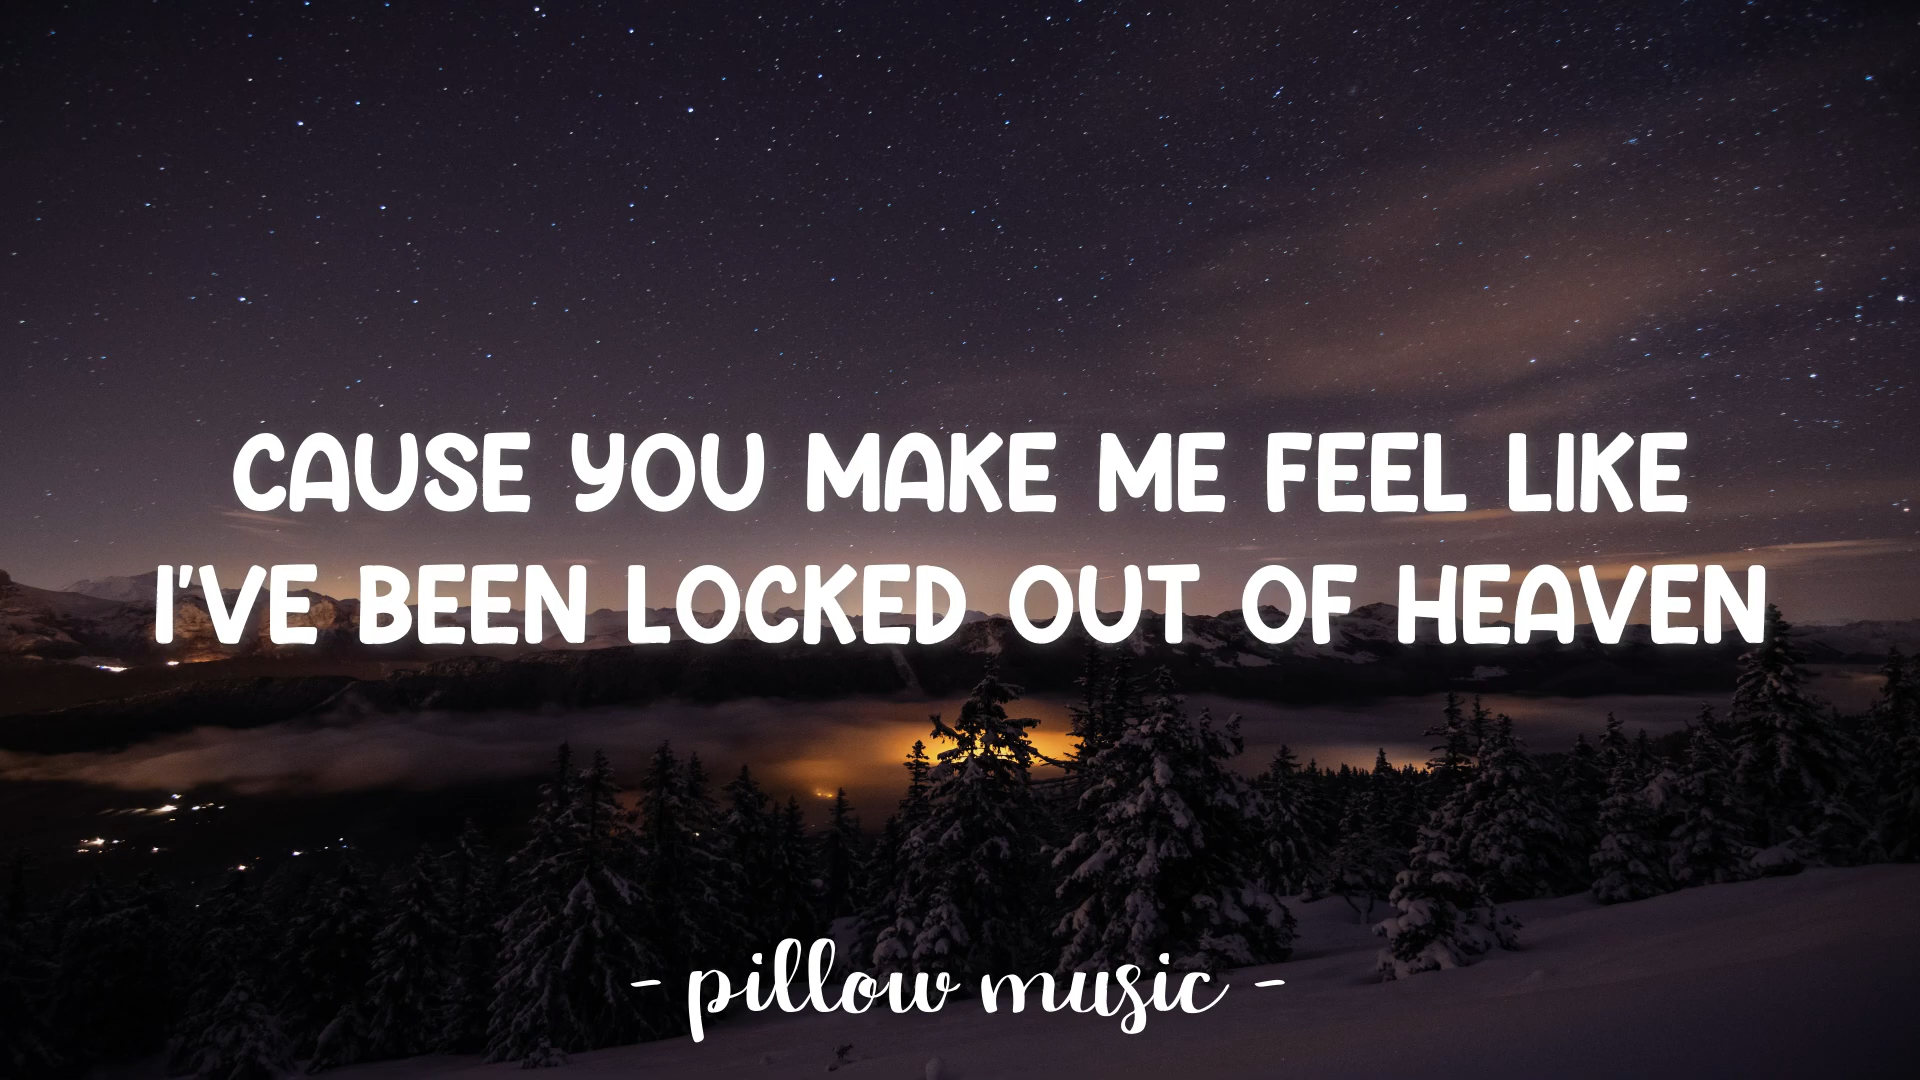 CAUSE YOU MAKE ME FEEL LIKE
I'VE BEEN LOCKED OUT OF HEAVEN
- pillow music -